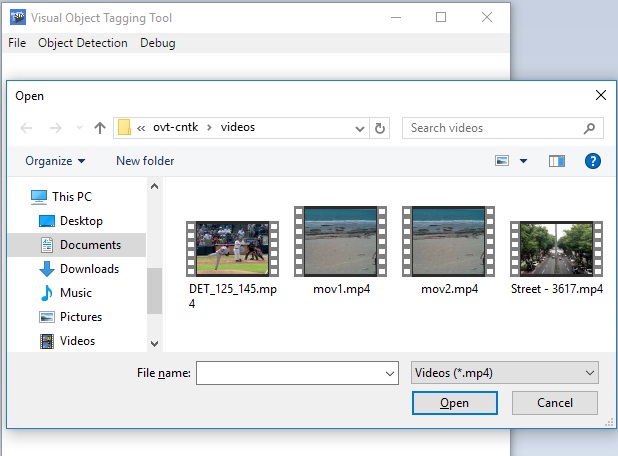 Visual Object Tagging Tool
File Object Detection Debug
Open
« ovt-cntk › videos
Search videos
Organize New folder
This PC
Desktop
Documents
Downloads
Music
Pictures
Videos
DET_125_145.mp
4
mov1.mp4
mov2.mp4
Street - 3617.mp4
File name:
Videos (*.mp4)
Open Cancel